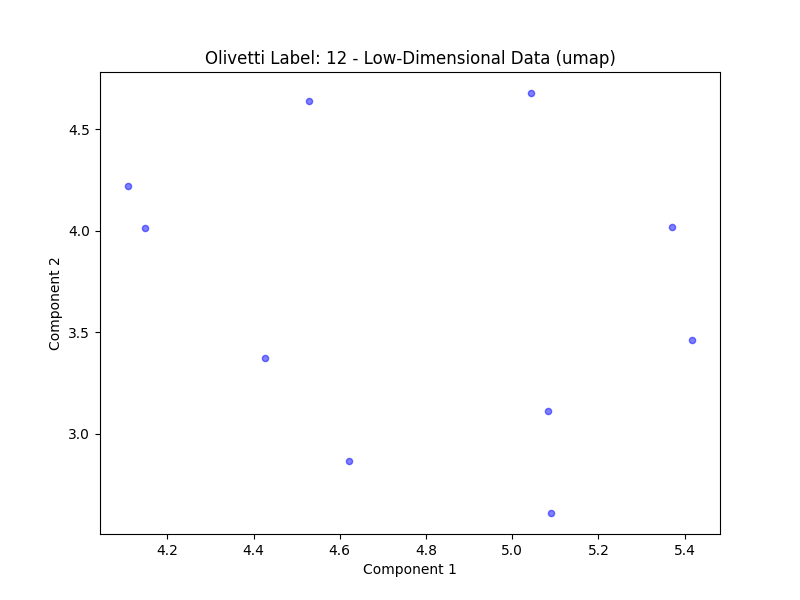 Olivetti Label: 12 - Low-Dimensional Data (umap)
4.5
4.0
3.5
3.0
Component 2
4.2 4.4 4.6 4.8 5.0 5.2 5.4
Component 1